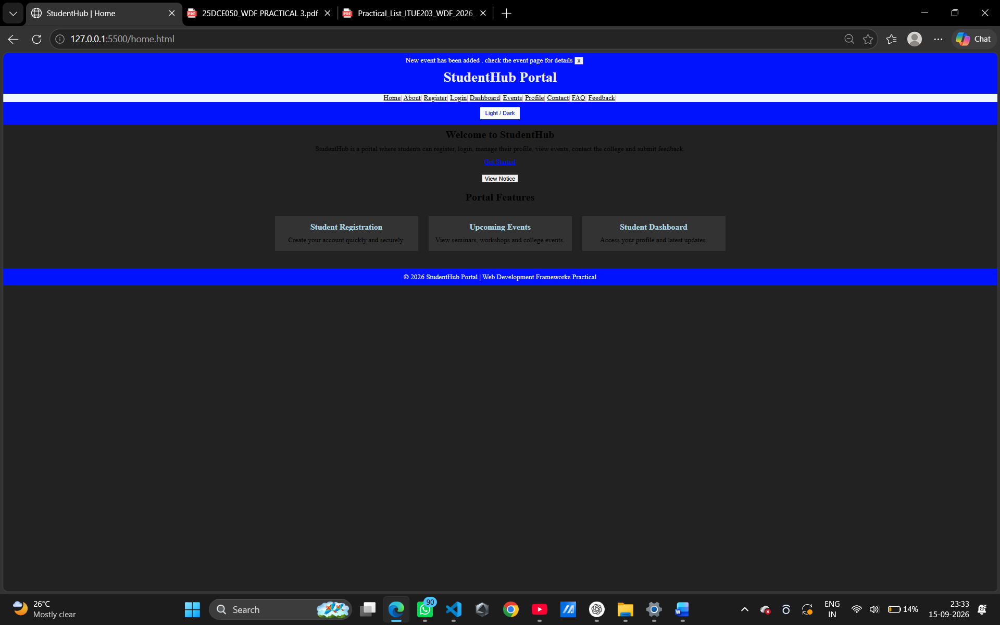 StudentHub | Home
25DCE050_WDF PRACTICAL 3.pdf
Practical_List_ITUE203_WDF_2026_
127.0.0.1:5500/home.html
Chat
New event has been added . check the event page for details x
StudentHub Portal
Home| About| Register| Login| Dashboard| Events| Profile| Contact| FAQ| Feedback|
Light / Dark
Welcome to StudentHub
StudentHub is a portal where students can register, login, manage their profile, view events, contact the college and submit feedback.
Get Started
View Notice
Portal Features
Student Registration
Create your account quickly and securely.
Upcoming Events
View seminars, workshops and college events.
Student Dashboard
Access your profile and latest updates.
© 2026 StudentHub Portal | Web Development Frameworks Practical
26°C
Mostly clear
Search
90
ENG
IN
14%
23:33
15-09-2026